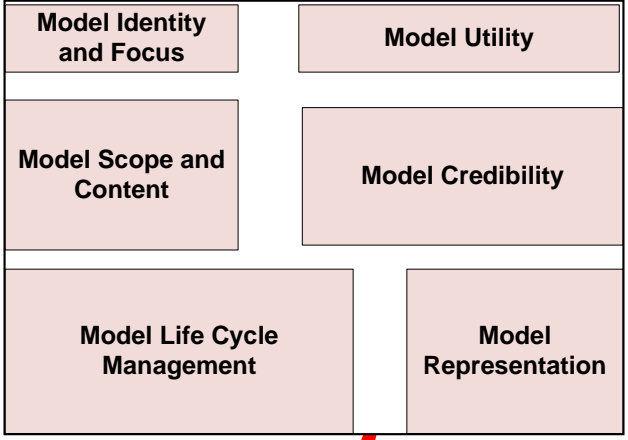 Model Identity
and Focus
Model Utility
Model Scope and
Content
Model Credibility
Model Life Cycle
Management
Model
Representation